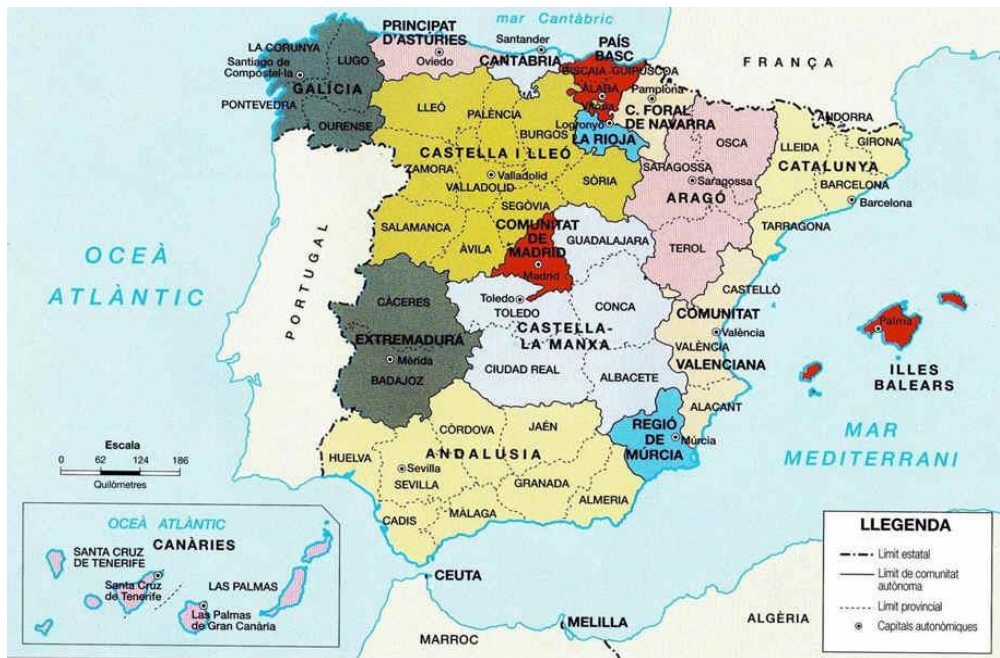 mar Cantàbric
PRINCIPAT
D'ASTÚRIES
Oviedo
Santander
CANTÀBRIA
PAÍS
BASC
BISCAIA
GUIPÚSCOA
ÀLABA
Vitòria
LA CORUNYA
LUGO
Santiago de
Compostel·la
GALÍCIA
PONTEVEDRA
OURENSE
FRANÇA
Pamplona
C. FORAL
DE NAVARRA
Logronyo
LA RIOJA
ANDORRA
LLEÓ
PALÈNCIA
BURGOS
CASTELLA I LLEÓ
ZAMORA
Valladolid
VALLADOLID
SÒRIA
SEGÒVIA
SALAMANCA
ÀVILA
OSCA
SARAGOSSA
Saragossa
ARAGÓ
TEROL
LLEIDA
GIRONA
CATALUNYA
BARCELONA
Barcelona
TARRAGONA
COMUNITAT
DE
MADRID
Madrid
GUADALAJARA
OCEÀ
ATLÀNTIC
PORTUGAL
CÀCERES
EXTREMADURA
Mèrida
BADAJOZ
Toledo
TOLEDO
CONCA
CASTELLA-
LA MANXA
CIUDAD REAL
ALBACETE
CASTELLÓ
COMUNITAT
València
VALÈNCIA
VALENCIANA
ALACANT
Palma
ILLES
BALEARS
REGIÓ
DE
MÚRCIA
Múrcia
MAR
MEDITERRANI
HUELVA
CÒRDOVA
JAÉN
ANDALUSIA
Sevilla
SEVILLA
GRANADA
ALMERIA
MÀLAGA
CADIS
Escala
0 62 124 186
Quilòmetres
OCEÀ ATLÀNTIC
CANÀRIES
SANTA CRUZ
DE TENERIFE
Santa Cruz
de Tenerife
LAS PALMAS
Las Palmas
de Gran Canària
CEUTA
MELILLA
MARROC
ALGÈRIA
LLEGENDA
Límit estatal
Límit de comunitat
autònoma
Límit provincial
Capitals autonòmiques